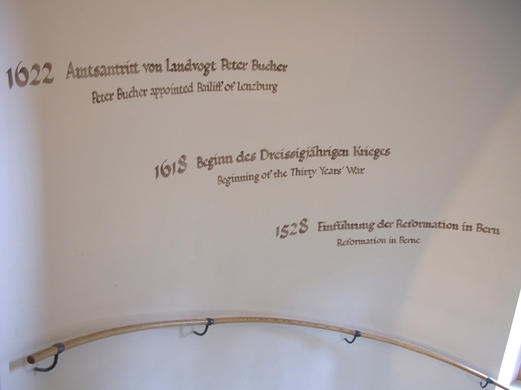 1622 Amtsantritt von Landvogt Peter Bucher
Peter Bucher appointed Bailiff of Lenzburg
1618 Beginn des Dreissigjährigen Krieges
Beginning of the Thirty Years' War
1528 Einführung der Reformation in Bern
Reformation in Berne